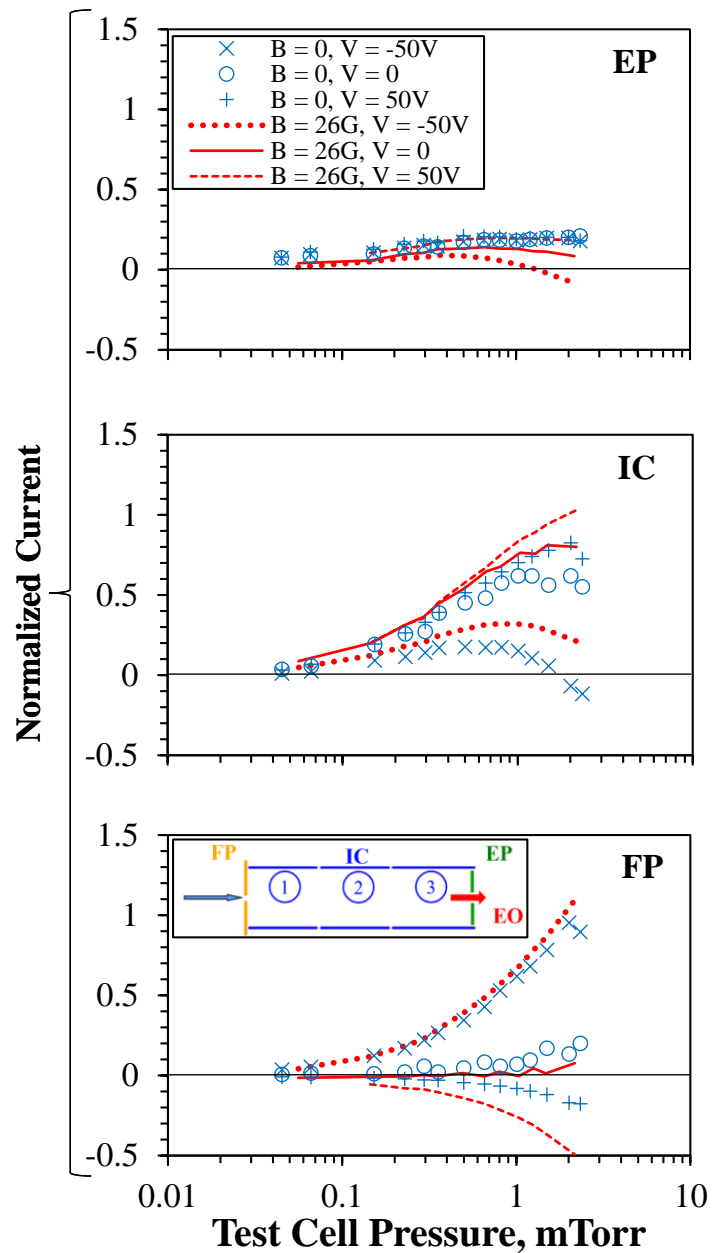 1.5
1
0.5
0
-0.5
EP
B = 0, V = -50V
B = 0, V = 0
B = 0, V = 50V
B = 26G, V = -50V
B = 26G, V = 0
B = 26G, V = 50V
Normalized Current
1.5
1
0.5
0
-0.5
IC
1.5
1
0.5
0
-0.5
FP
FP IC EP
1 2 3
EO
0.01 0.1 1 10
Test Cell Pressure, mTorr